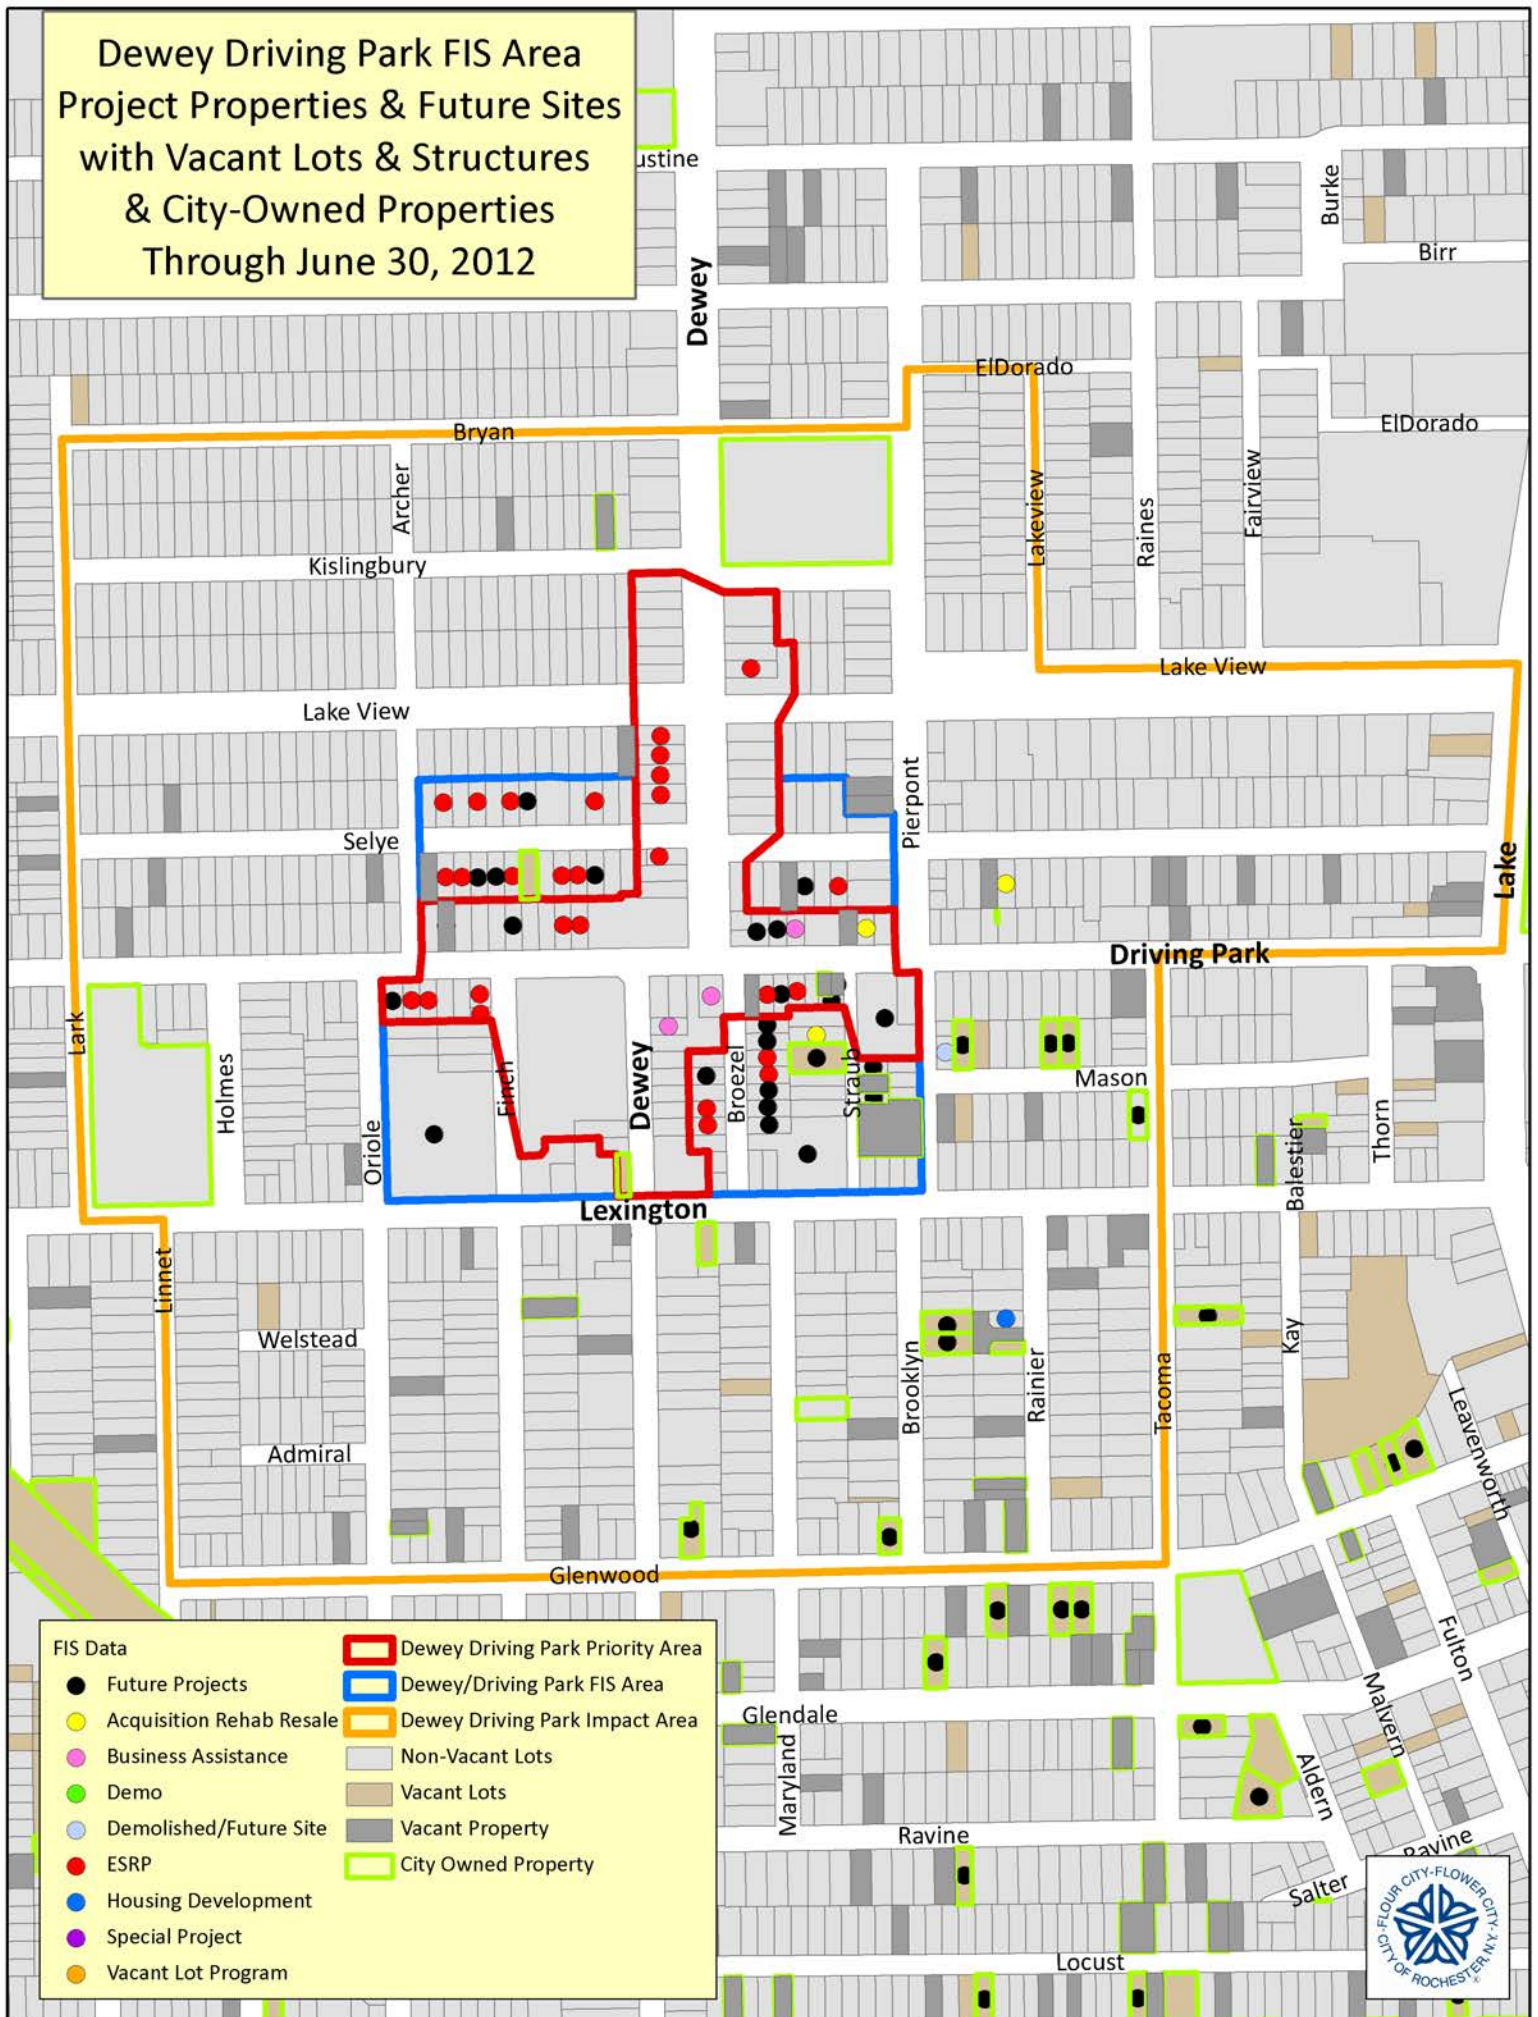 Dewey Driving Park FIS Area
Project Properties & Future Sites
with Vacant Lots & Structures
& City-Owned Properties
Through June 30, 2012
ustine
Burke
Birr
Dewey
ElDorado
ElDorado
Bryan
Archer
Lakeview
Raines
Fairview
Kislingbury
Lake View
Lake View
Pierpont
Selye
Lake
Driving Park
Lark
Holmes
Oriole
Finch
Dewey
Broezel
Straub
Mason
Balestier
Thorn
Lexington
Linnet
Welstead
Brooklyn
Rainier
Tacoma
Kay
Leavenworth
Admiral
Glenwood
Fulton
Malvern
Glendale
Maryland
Aldern
Ravine
Ravine
Salter
Locust
FIS Data
Future Projects
Acquisition Rehab Resale
Business Assistance
Demo
Demolished/Future Site
ESRP
Housing Development
Special Project
Vacant Lot Program
Dewey Driving Park Priority Area
Dewey/Driving Park FIS Area
Dewey Driving Park Impact Area
Non-Vacant Lots
Vacant Lots
Vacant Property
City Owned Property
FLOUR CITY-FLOWER CITY-
CITY OF ROCHESTER, N.Y.